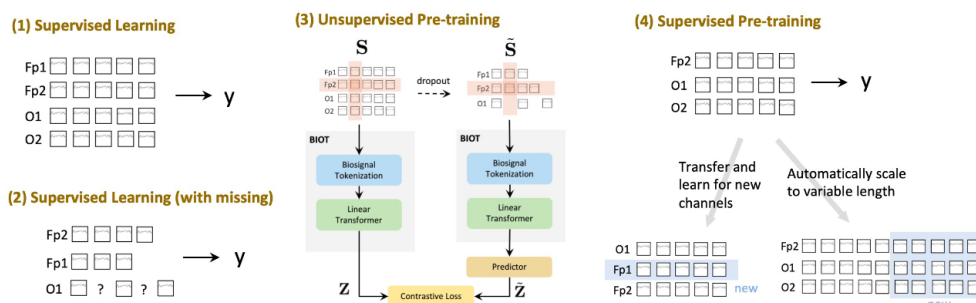 (1) Supervised Learning
Fp1
Fp2
O1
O2
y
(2) Supervised Learning (with missing)
Fp2
Fp1
O1 ? ?
y
(3) Unsupervised Pre-training
S
S̃
Fp1
Fp2
O1
O2
dropout
Fp1
Fp2
O1
BIOT
Biosignal
Tokenization
Linear
Transformer
BIOT
Biosignal
Tokenization
Linear
Transformer
Predictor
Z
Contrastive Loss
Z̃
(4) Supervised Pre-training
Fp2
O1
O2
y
Transfer and
learn for new
channels
Automatically scale
to variable length
O1
Fp1
Fp2
new
Fp2
O1
O2